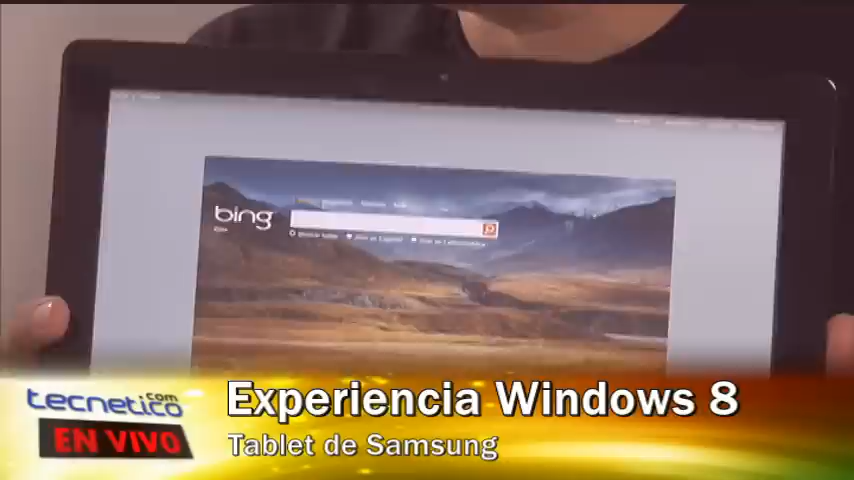 bing
Experiencia Windows 8
tecnetico.com
EN VIVO
Tablet de Samsung